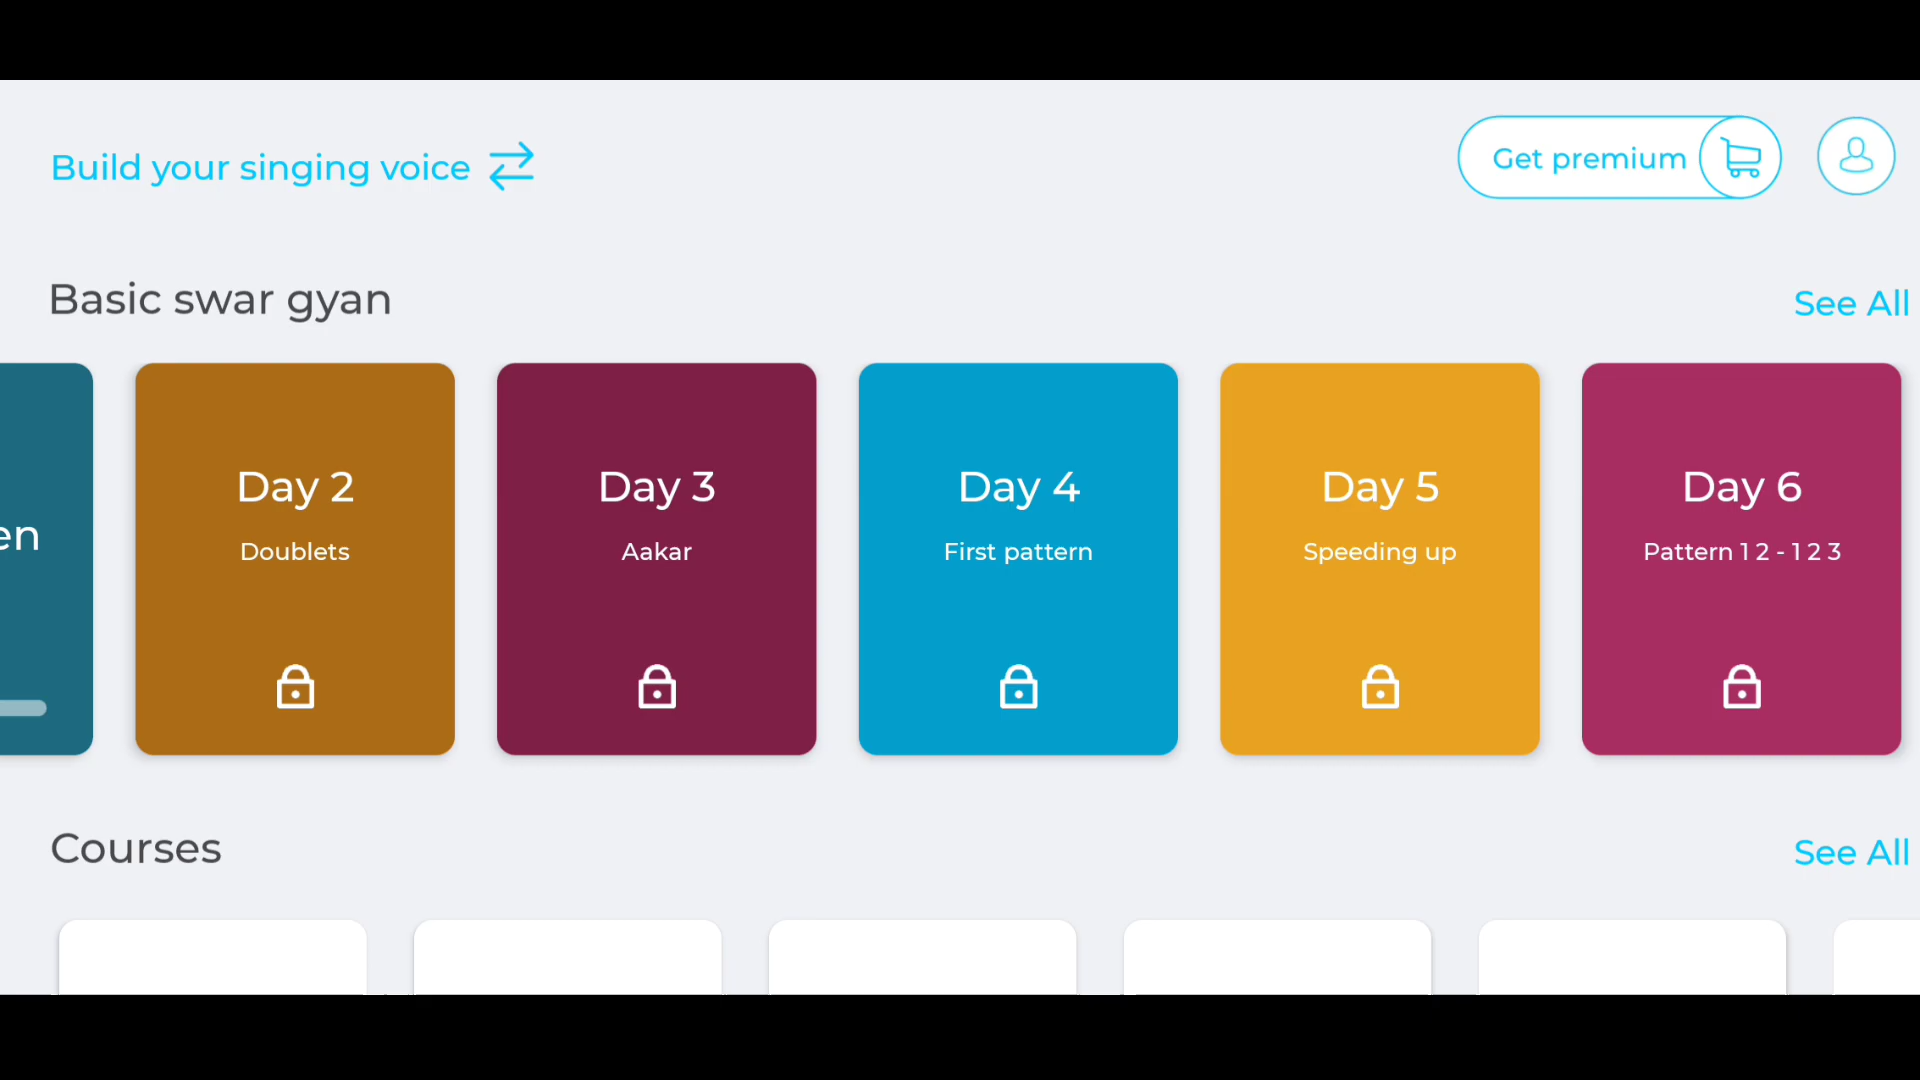 Build your singing voice
Get premium
Basic swar gyan
See All
en
Day 2
Doublets
Day 3
Aakar
Day 4
First pattern
Day 5
Speeding up
Day 6
Pattern 1 2 - 1 2 3
Courses
See All